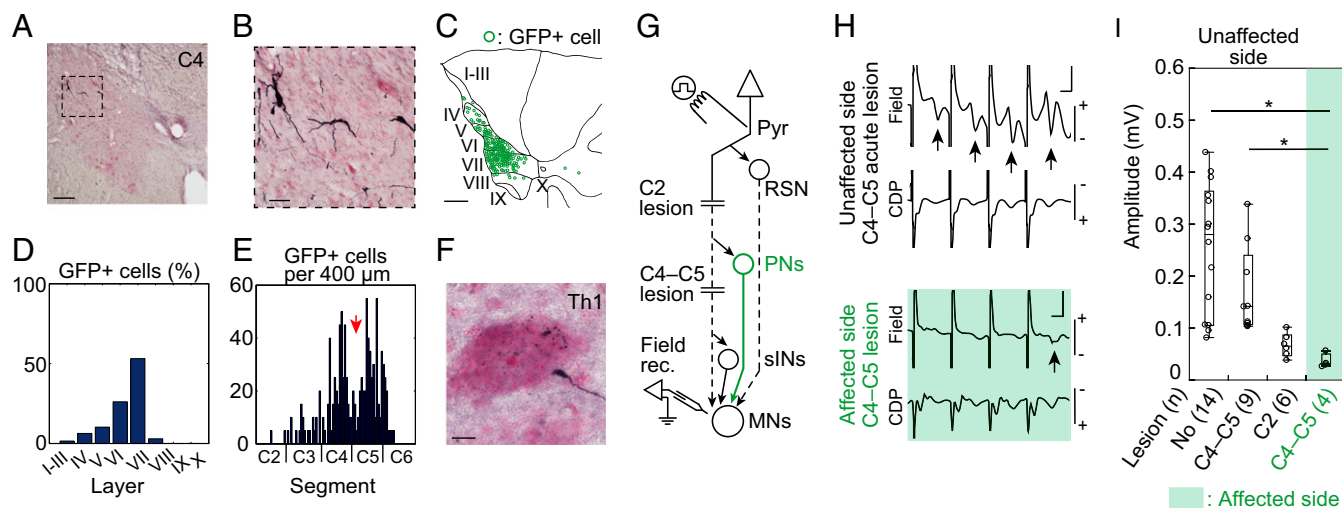 A
C4
B
C
: GFP+ cell
I-III
IV
V
VI
VII
VIII
IX
X
D
GFP+ cells (%)
100
50
0
I-III
IV
V
VI
VII
VIII
IX
X
Layer
E
GFP+ cells
per 400 µm
60
40
20
0
C2
C3
C4
C5
C6
Segment
F
Th1
G
Pyr
RSN
C2
lesion
PNs
C4–C5
lesion
sINs
Field
rec.
MNs
H
Unaffected side
C4–C5 acute lesion
Field
+
-
CDP
-
+
Affected side
C4–C5 lesion
Field
+
-
CDP
-
+
I
Unaffected
side
0.6
0.5
0.4
0.3
0.2
0.1
0
Amplitude (mV)
*
*
Lesion (n)
No (14)
C4–C5 (9)
C2 (6)
C4–C5 (4)
: Affected side